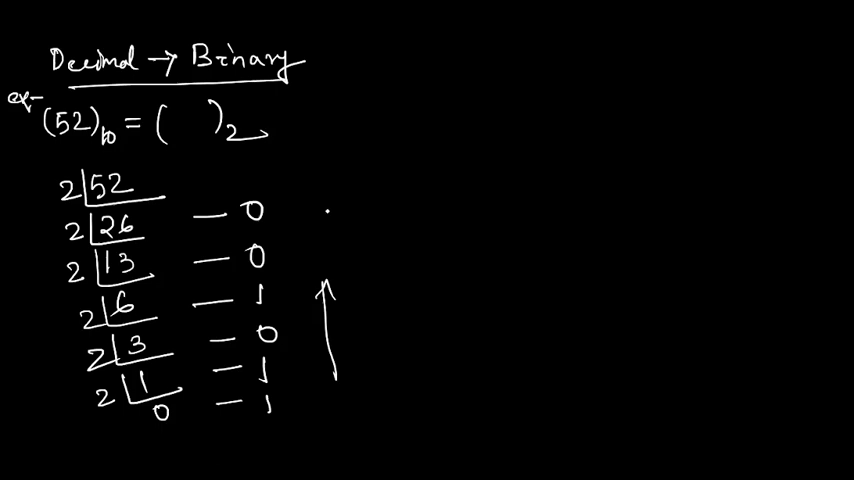 Decimal → Binary
ex-
(52)10 = (    )2
2|52
2|26 — 0
2|13 — 0
2|6 — 1
2|3 — 0
2|1 — 1
0 — 1